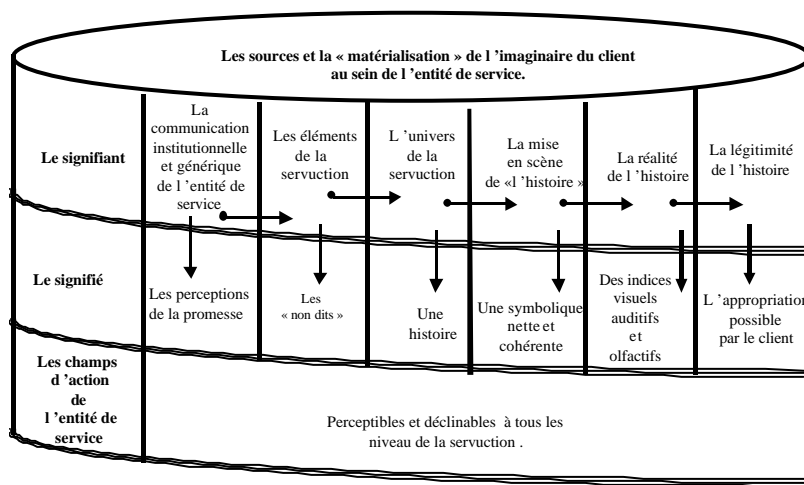 Les sources et la « matérialisation » de l ’imaginaire du client
au sein de l ’entité de service.
Le signifiant
La
communication
institutionnelle
et générique
de l ’entité de
service
Les éléments
de la
servuction
L ’univers
de la
servuction
La mise
en scène
de «l ’histoire »
La réalité
de l ’histoire
La légitimité
de l ’histoire
Le signifié
Les perceptions
de la promesse
Les
« non dits »
Une
histoire
Une symbolique
nette et
cohérente
Des indices
visuels
auditifs
et
olfactifs
L ’appropriation
possible
par le client
Les champs
d ’action
de
l ’entité de
service
Perceptibles et déclinables à tous les
niveau de la servuction .